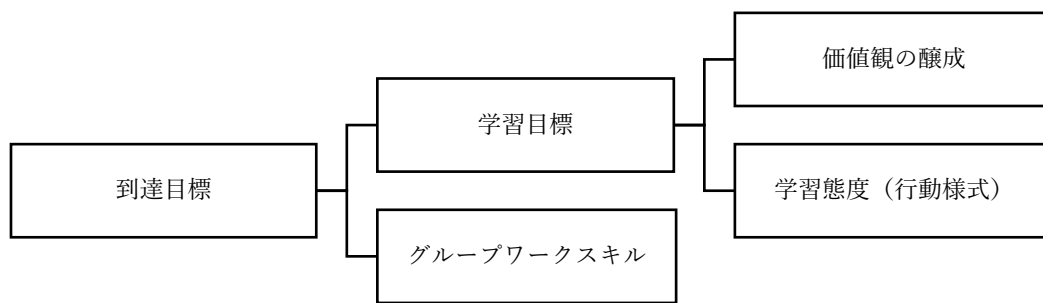 価値観の醸成
学習目標
到達目標
学習態度（行動様式）
グループワークスキル